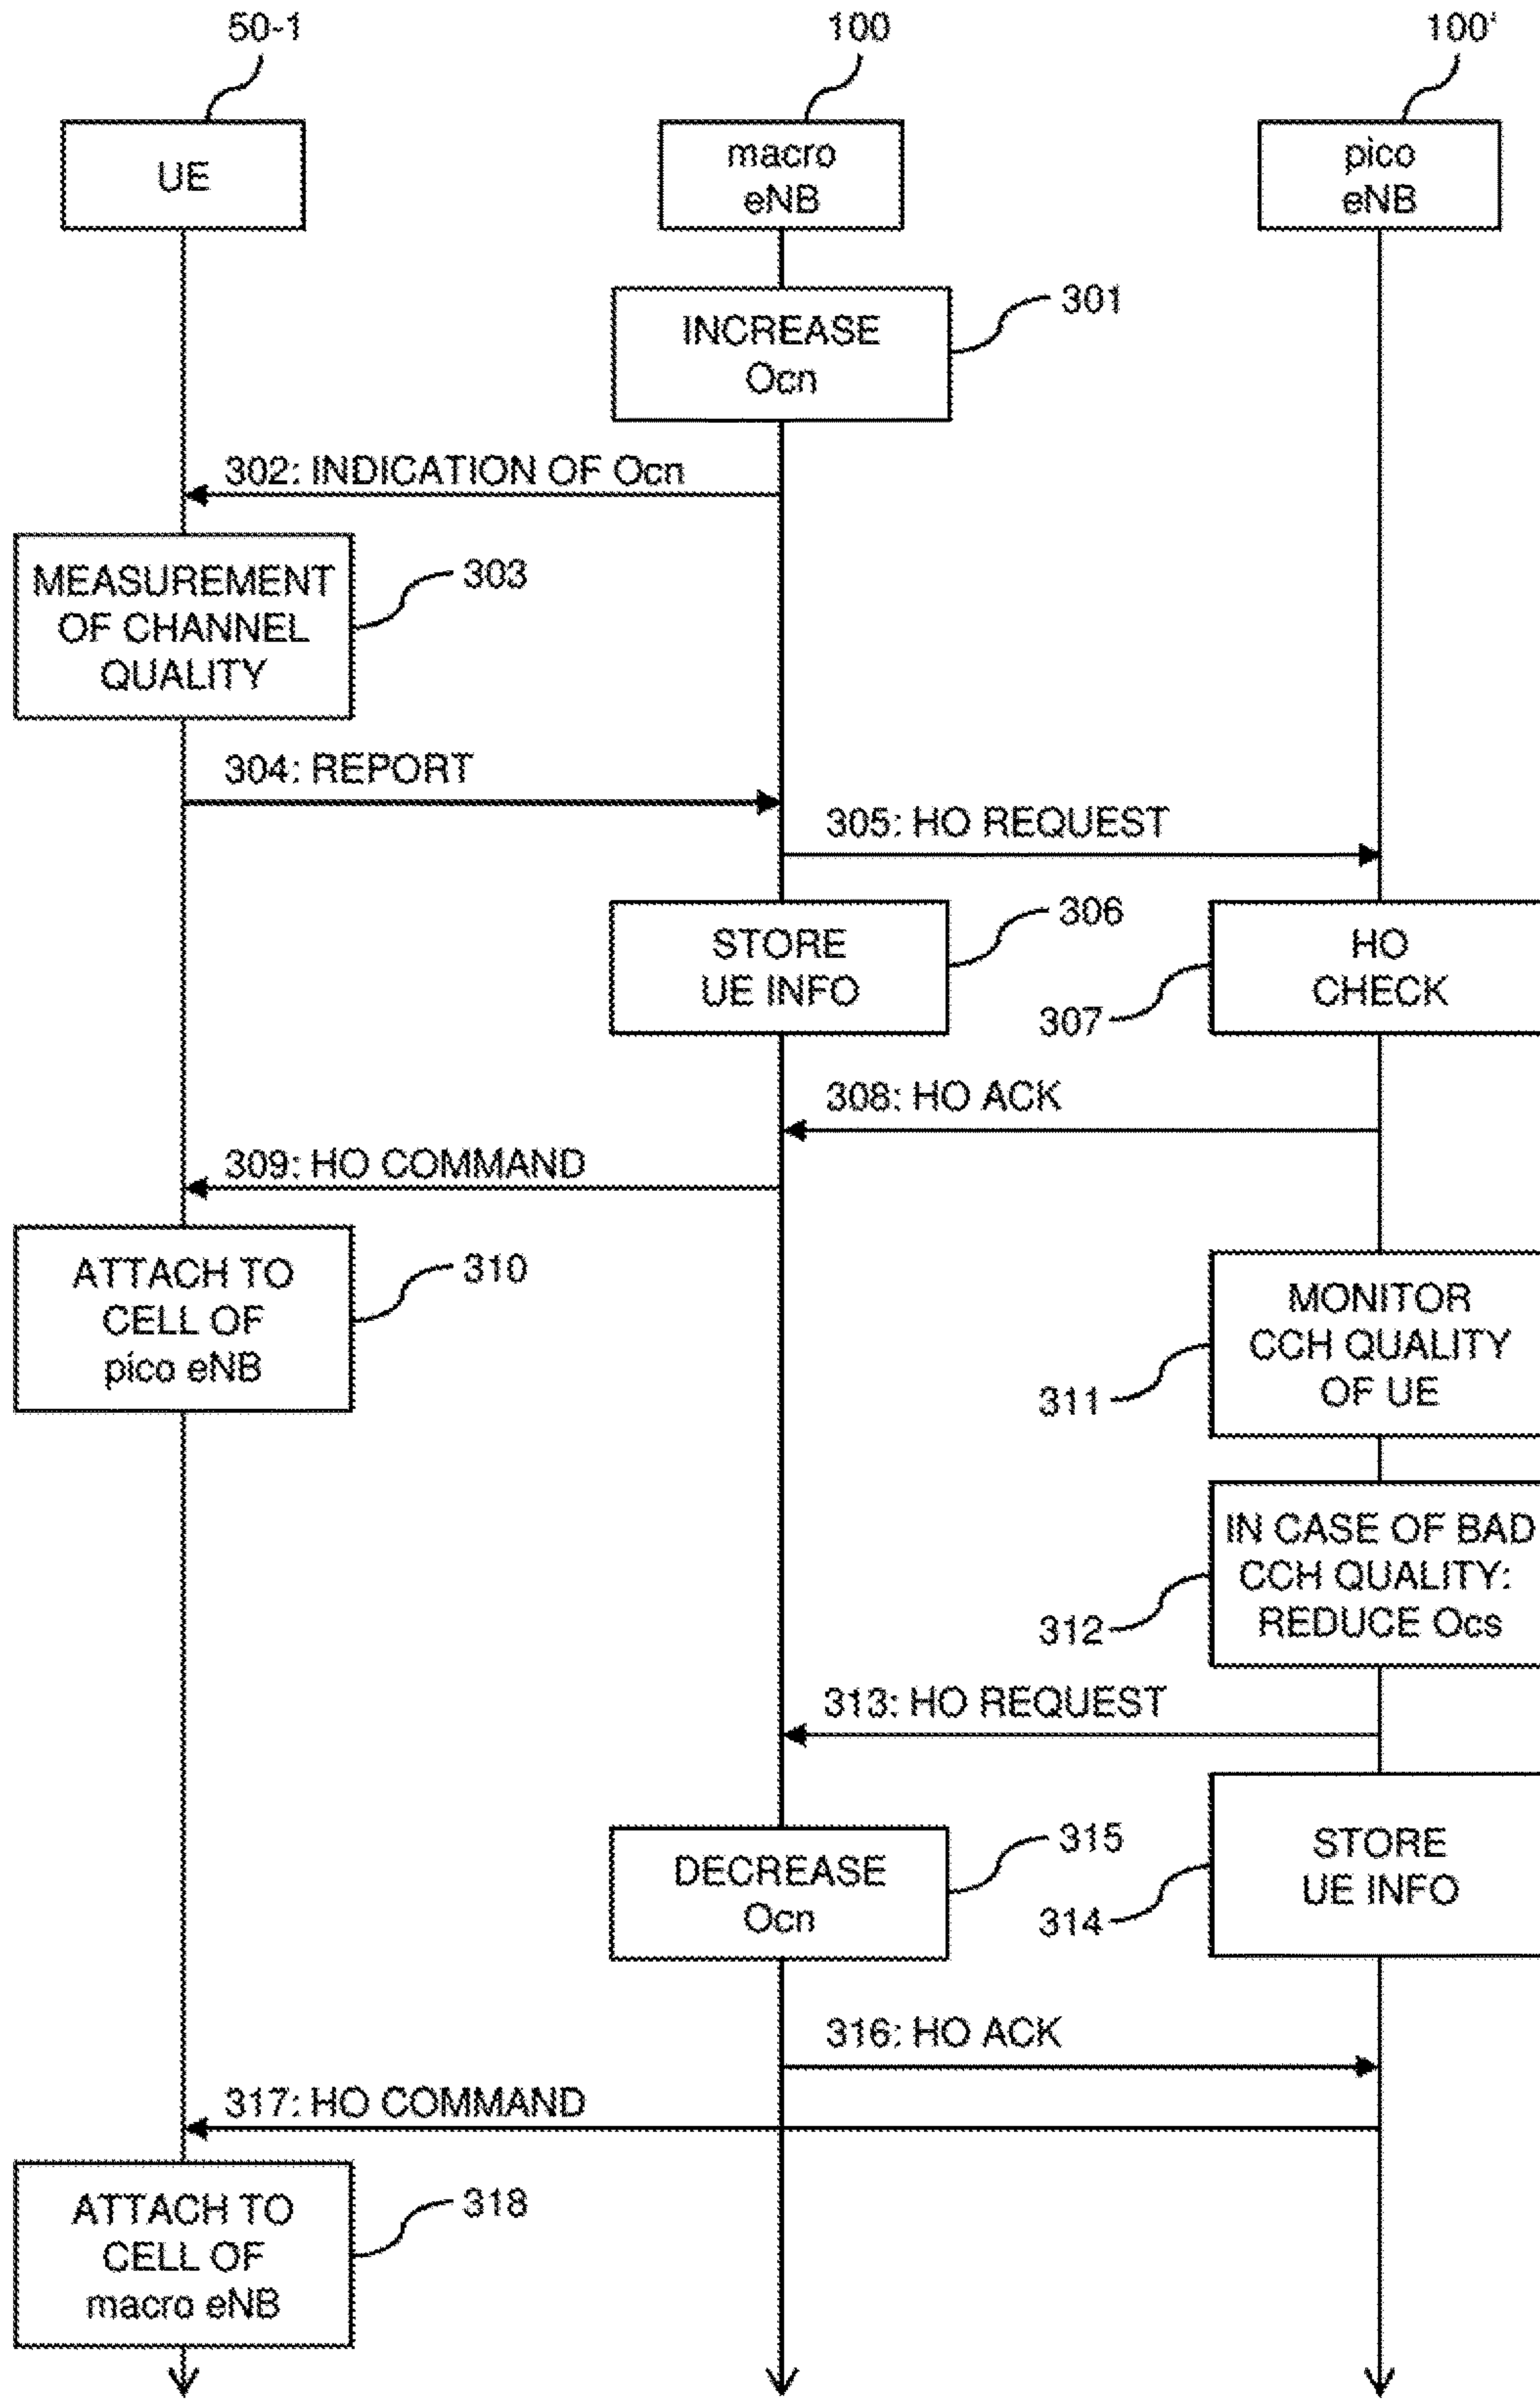 50-1
100
100'
UE
macro
eNB
pico
eNB
INCREASE
Ocn
301
302: INDICATION OF Ocn
MEASUREMENT
OF CHANNEL
QUALITY
303
304: REPORT
305: HO REQUEST
STORE
UE INFO
306
HO
CHECK
307
308: HO ACK
309: HO COMMAND
ATTACH TO
CELL OF
pico eNB
310
MONITOR
CCH QUALITY
OF UE
311
IN CASE OF BAD
CCH QUALITY:
REDUCE Ocs
312
313: HO REQUEST
DECREASE
Ocn
315
STORE
UE INFO
314
316: HO ACK
317: HO COMMAND
ATTACH TO
CELL OF
macro eNB
318